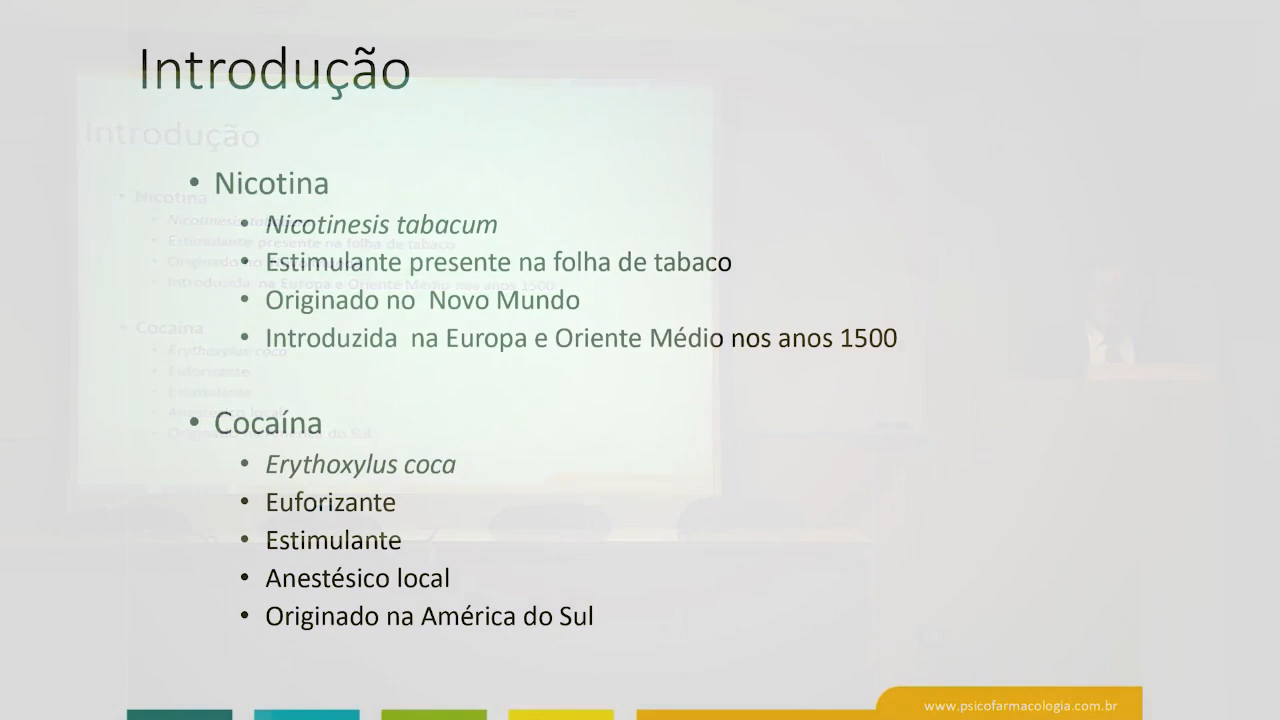 Introdução
• Nicotina
• Nicotinesis tabacum
• Estimulante presente na folha de tabaco
• Originado no Novo Mundo
• Introduzida na Europa e Oriente Médio nos anos 1500
• Cocaína
• Erythoxylus coca
• Euforizante
• Estimulante
• Anestésico local
• Originado na América do Sul
www.psicofarmacologia.com.br